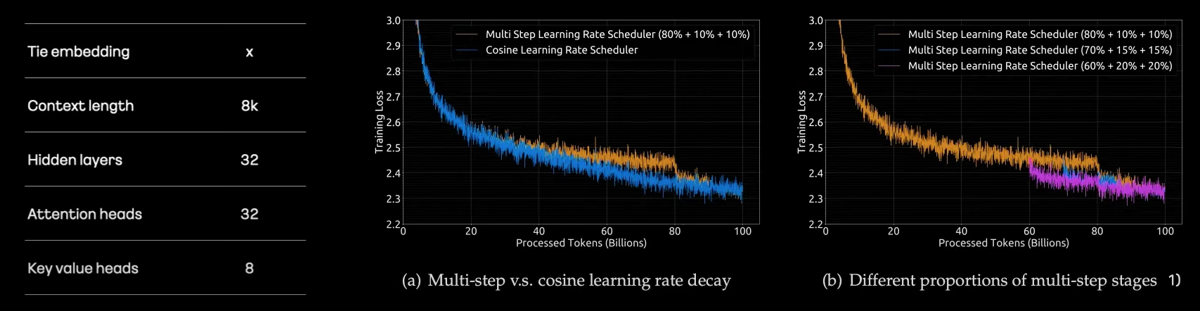 Tie embedding x
Context length 8k
Hidden layers 32
Attention heads 32
Key value heads 8
3.0
2.9
2.8
2.7
2.6
2.5
2.4
2.3
2.2
Training Loss
Multi Step Learning Rate Scheduler (80% + 10% + 10%)
Cosine Learning Rate Scheduler
0 20 40 60 80 100
Processed Tokens (Billions)
(a) Multi-step v.s. cosine learning rate decay
3.0
2.9
2.8
2.7
2.6
2.5
2.4
2.3
2.2
Training Loss
Multi Step Learning Rate Scheduler (80% + 10% + 10%)
Multi Step Learning Rate Scheduler (70% + 15% + 15%)
Multi Step Learning Rate Scheduler (60% + 20% + 20%)
0 20 40 60 80 100
Processed Tokens (Billions)
(b) Different proportions of multi-step stages 1)